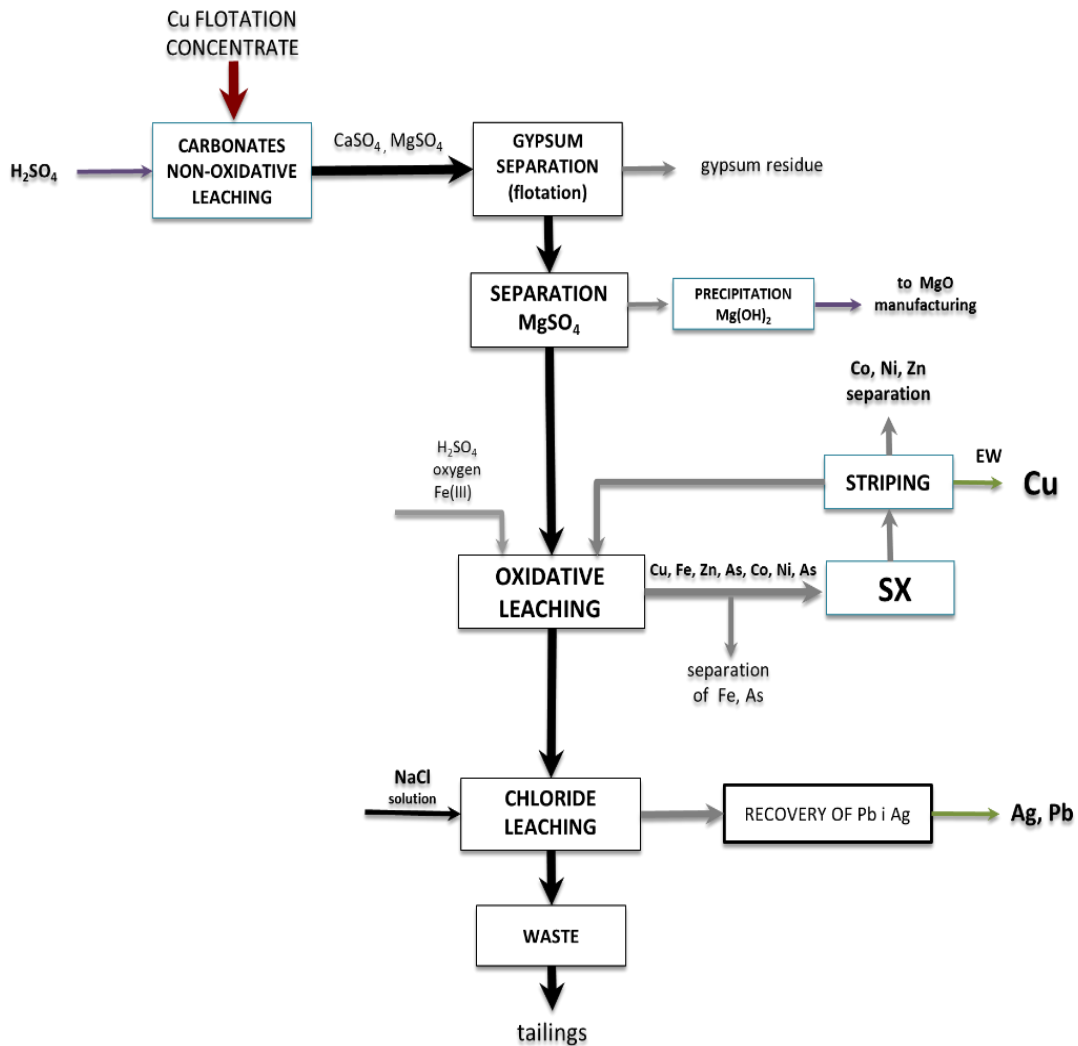 Cu FLOTATION
CONCENTRATE
H₂SO₄
CARBONATES
NON-OXIDATIVE
LEACHING
CaSO₄ , MgSO₄
GYPSUM
SEPARATION
(flotation)
gypsum residue
SEPARATION
MgSO₄
PRECIPITATION
Mg(OH)₂
to MgO
manufacturing
Co, Ni, Zn
separation
H₂SO₄
oxygen
Fe(III)
STRIPING
EW
Cu
OXIDATIVE
LEACHING
Cu, Fe, Zn, As, Co, Ni, As
SX
separation
of Fe, As
NaCl
solution
CHLORIDE
LEACHING
RECOVERY OF Pb i Ag
Ag, Pb
WASTE
tailings